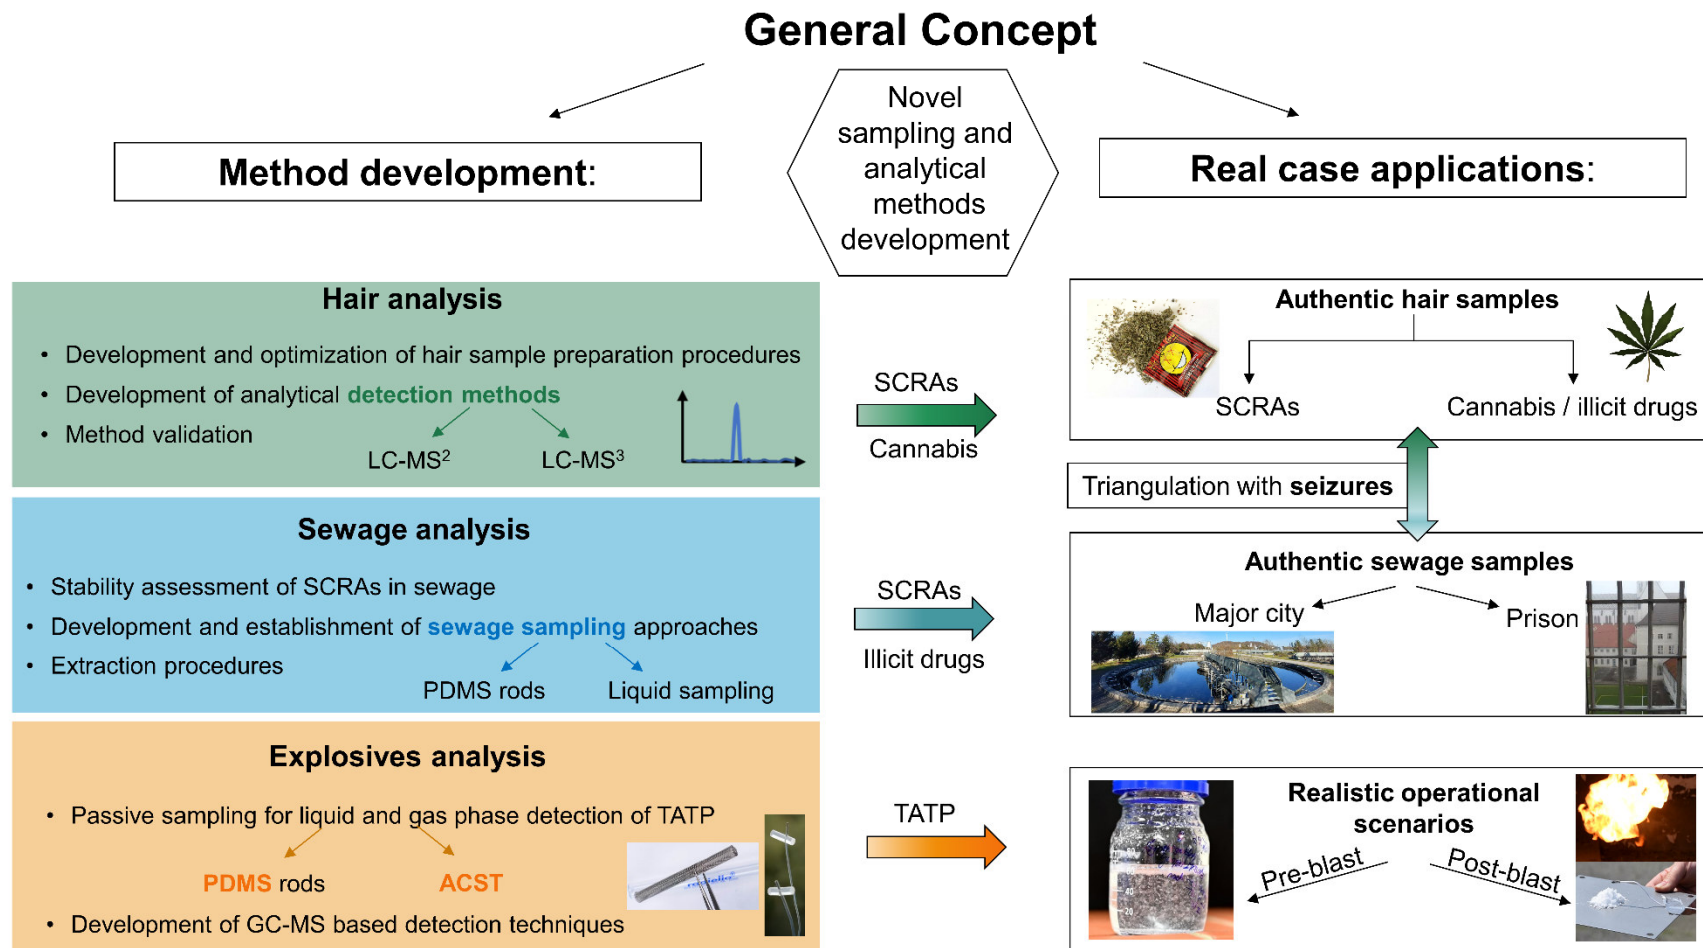 General Concept
Novel
sampling and
analytical
methods
development
Method development:
Real case applications:
Hair analysis
• Development and optimization of hair sample preparation procedures
• Development of analytical detection methods
• Method validation
LC-MS²
LC-MS³
SCRAs
Cannabis
Authentic hair samples
SCRAs
Cannabis / illicit drugs
Triangulation with seizures
Sewage analysis
• Stability assessment of SCRAs in sewage
• Development and establishment of sewage sampling approaches
• Extraction procedures
PDMS rods
Liquid sampling
SCRAs
Illicit drugs
Authentic sewage samples
Major city
Prison
Explosives analysis
• Passive sampling for liquid and gas phase detection of TATP
PDMS rods
ACST
• Development of GC-MS based detection techniques
TATP
Realistic operational
scenarios
Pre-blast
Post-blast